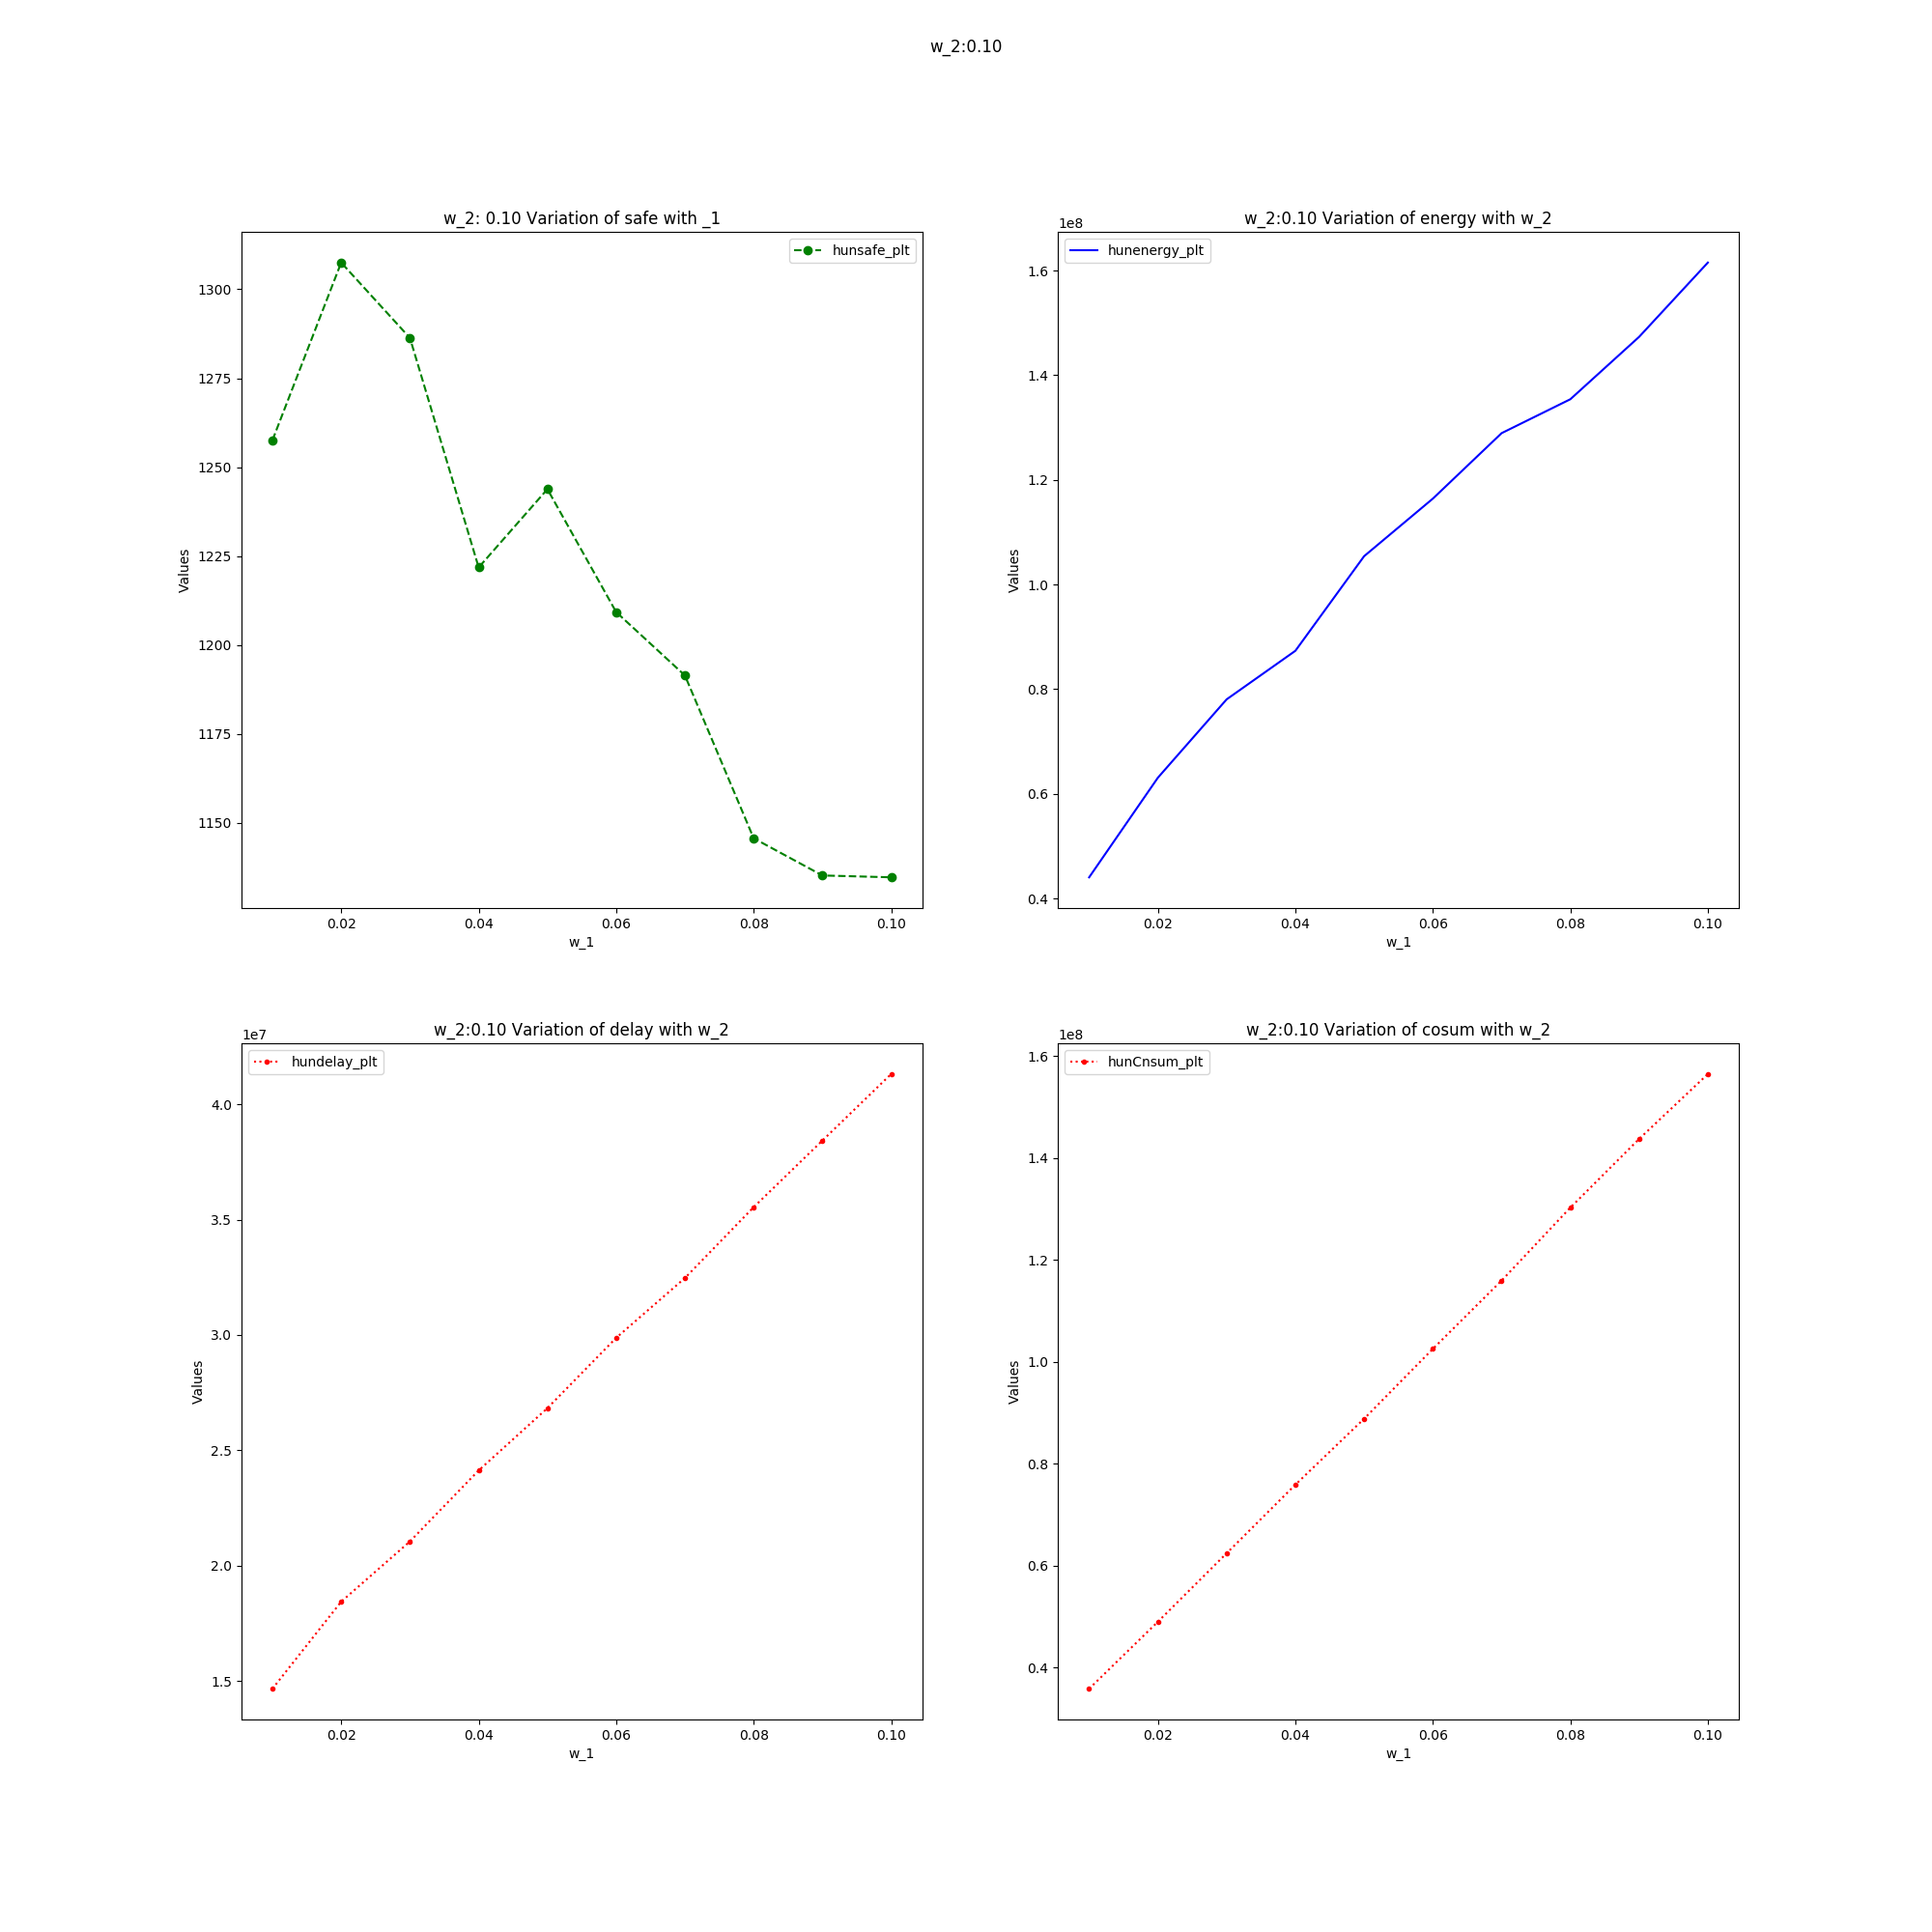 w_2:0.10
w_2: 0.10 Variation of safe with _1
hunsafe_plt
Values
1300
1275
1250
1225
1200
1175
1150
0.02 0.04 0.06 0.08 0.10
w_1
w_2:0.10 Variation of energy with w_2
1e8
hunenergy_plt
Values
1.6
1.4
1.2
1.0
0.8
0.6
0.4
0.02 0.04 0.06 0.08 0.10
w_1
w_2:0.10 Variation of delay with w_2
1e7
hundelay_plt
Values
4.0
3.5
3.0
2.5
2.0
1.5
0.02 0.04 0.06 0.08 0.10
w_1
w_2:0.10 Variation of cosum with w_2
1e8
hunCnsum_plt
Values
1.6
1.4
1.2
1.0
0.8
0.6
0.4
0.02 0.04 0.06 0.08 0.10
w_1